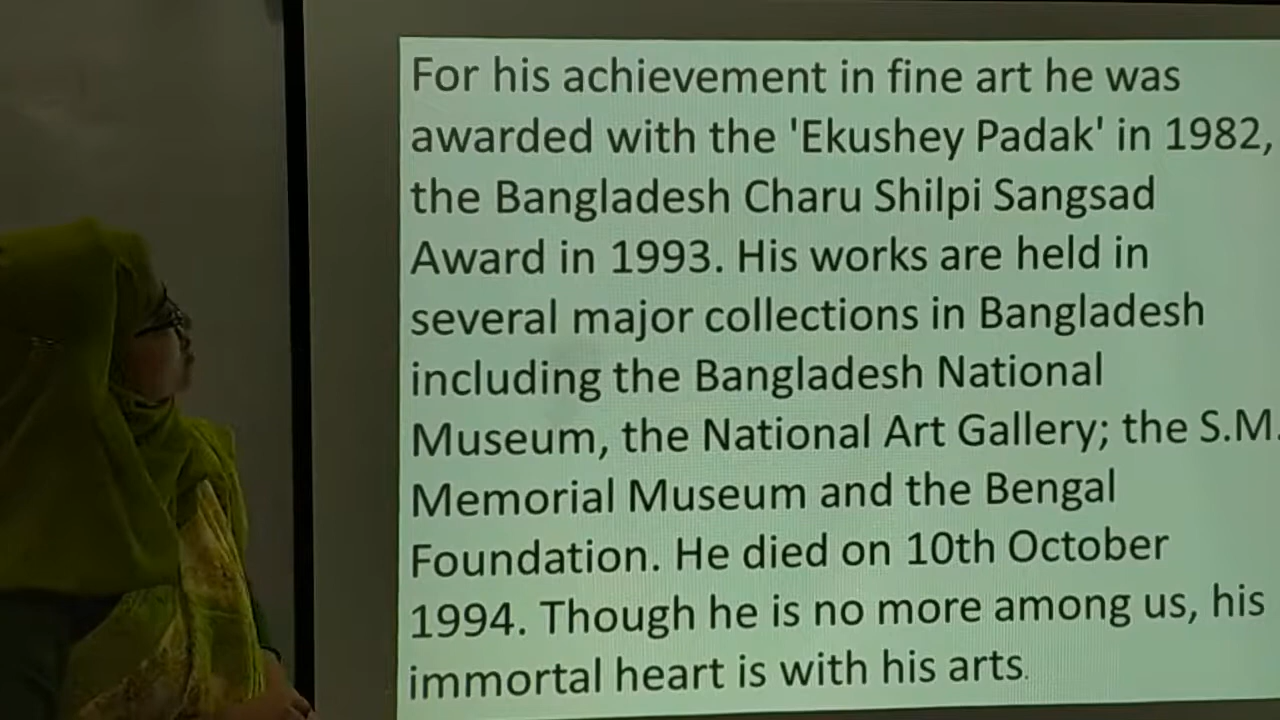 For his achievement in fine art he was
awarded with the 'Ekushey Padak' in 1982,
the Bangladesh Charu Shilpi Sangsad
Award in 1993. His works are held in
several major collections in Bangladesh
including the Bangladesh National
Museum, the National Art Gallery; the S.M.
Memorial Museum and the Bengal
Foundation. He died on 10th October
1994. Though he is no more among us, his
immortal heart is with his arts.